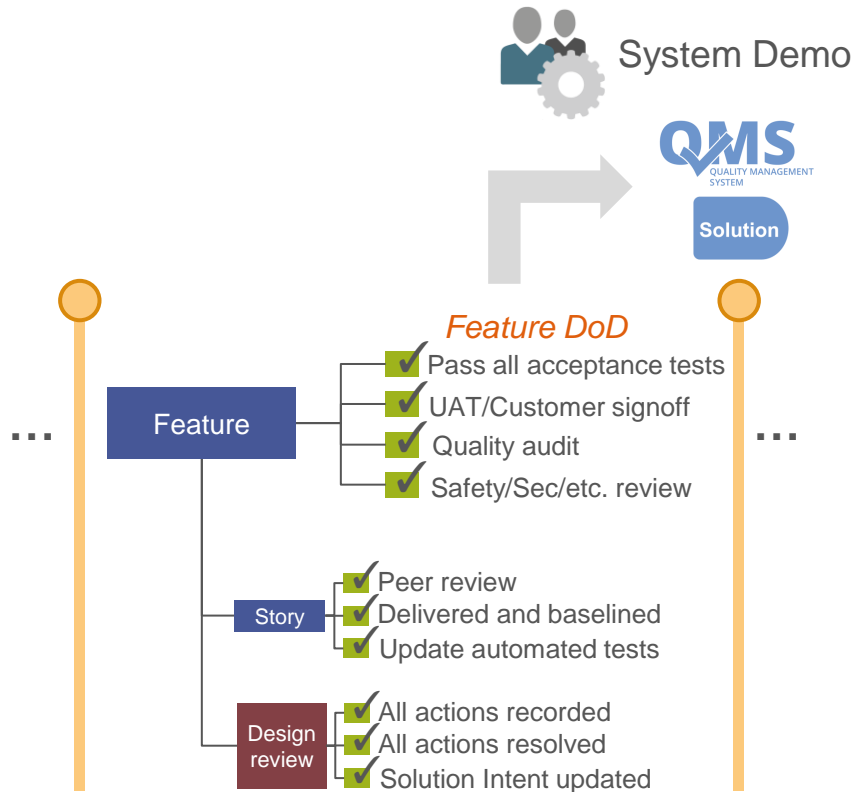 System Demo
QMS
QUALITY MANAGEMENT
SYSTEM
Solution
Feature DoD
Pass all acceptance tests
UAT/Customer signoff
Quality audit
Safety/Sec/etc. review
Feature
...
...
Story
Peer review
Delivered and baselined
Update automated tests
Design
review
All actions recorded
All actions resolved
Solution Intent updated